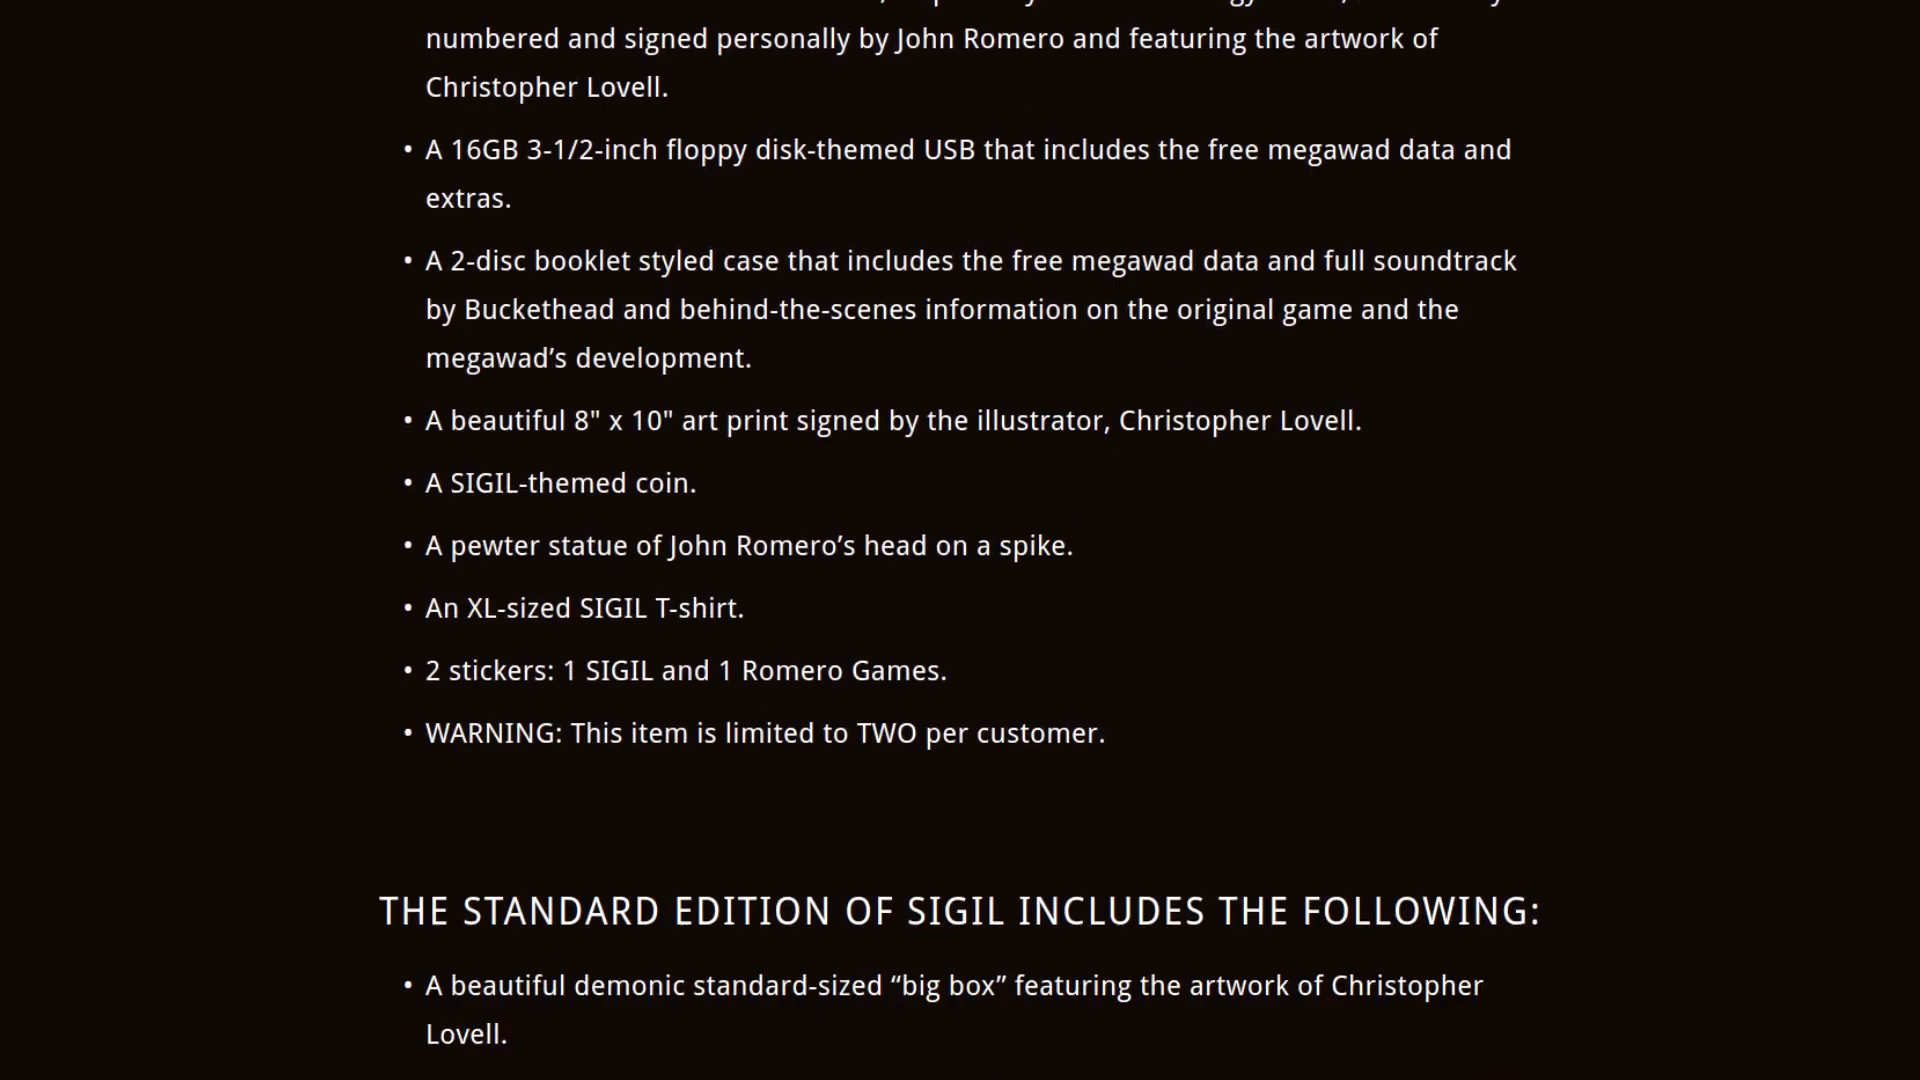 numbered and signed personally by John Romero and featuring the artwork of
Christopher Lovell.
• A 16GB 3-1/2-inch floppy disk-themed USB that includes the free megawad data and
extras.
• A 2-disc booklet styled case that includes the free megawad data and full soundtrack
by Buckethead and behind-the-scenes information on the original game and the
megawad’s development.
• A beautiful 8" x 10" art print signed by the illustrator, Christopher Lovell.
• A SIGIL-themed coin.
• A pewter statue of John Romero’s head on a spike.
• An XL-sized SIGIL T-shirt.
• 2 stickers: 1 SIGIL and 1 Romero Games.
• WARNING: This item is limited to TWO per customer.
THE STANDARD EDITION OF SIGIL INCLUDES THE FOLLOWING:
• A beautiful demonic standard-sized “big box” featuring the artwork of Christopher
Lovell.